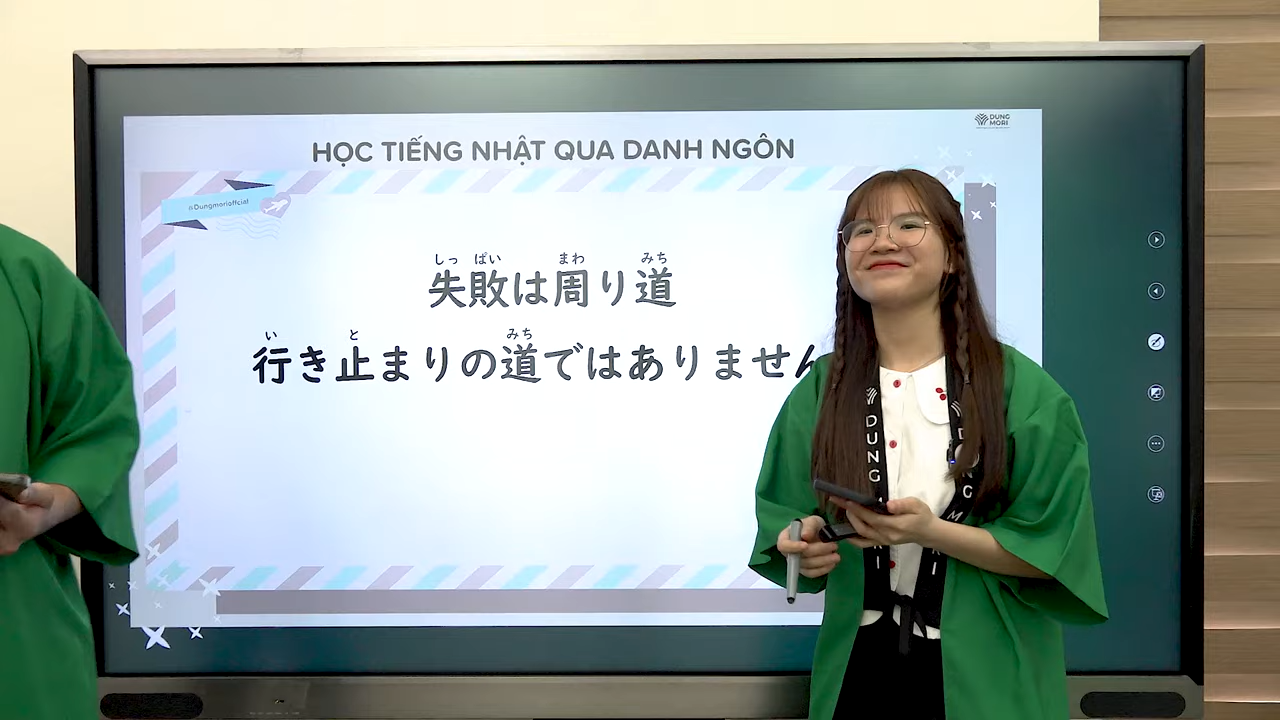 DUNG
MORI
HỌC TIẾNG NHẬT QUA DANH NGÔN
@Dungmorioffcial
しっ ぱい まわ みち
失敗は周り道
い と みち
行き止まりの道ではありません
DUNG
DUNG